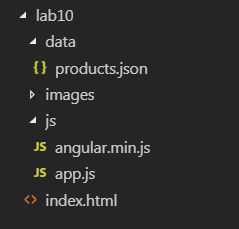 lab10
data
{ } products.json
images
js
JS angular.min.js
JS app.js
<> index.html